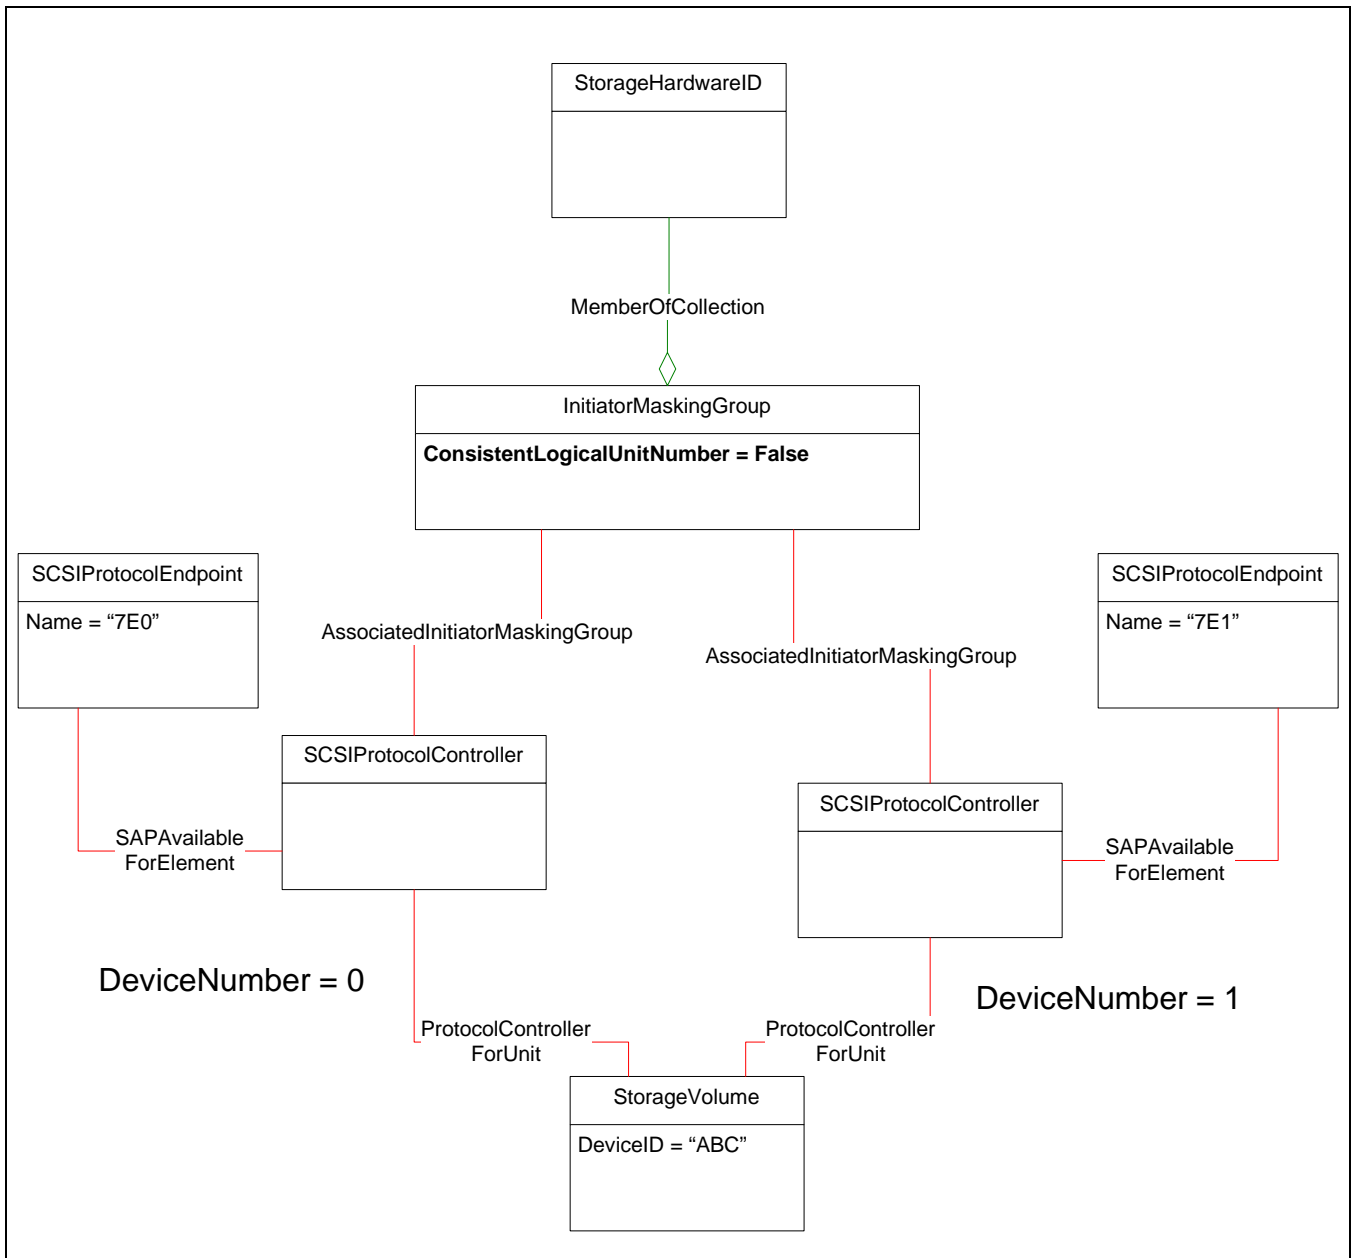 StorageHardwareID
MemberOfCollection
InitiatorMaskingGroup
ConsistentLogicalUnitNumber = False
SCSIProtocolEndpoint
Name = “7E0”
SCSIProtocolEndpoint
Name = “7E1”
AssociatedInitiatorMaskingGroup
AssociatedInitiatorMaskingGroup
SCSIProtocolController
SCSIProtocolController
SAPAvailable
ForElement
SAPAvailable
ForElement
DeviceNumber = 0
DeviceNumber = 1
ProtocolController
ForUnit
ProtocolController
ForUnit
StorageVolume
DeviceID = “ABC”